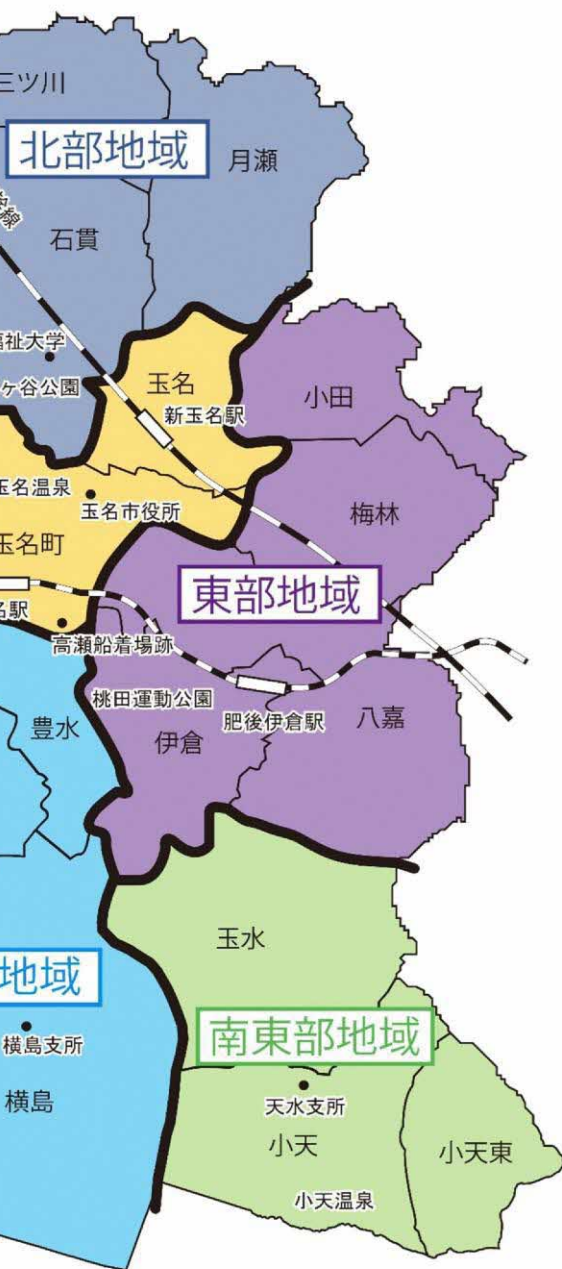 三ツ川
北部地域
月瀬
線
石貫
福祉大学
ヶ谷公園
玉名
新玉名駅
小田
玉名温泉
玉名市役所
梅林
玉名町
東部地域
名駅
高瀬船着場跡
桃田運動公園
豊水
伊倉
肥後伊倉駅
八嘉
玉水
地域
横島支所
南東部地域
横島
天水支所
小天
小天東
小天温泉